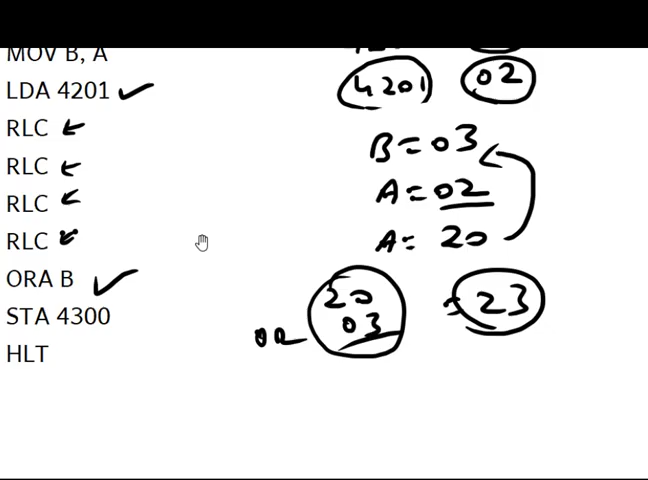 MOV B, A
LDA 4201
4201 02
RLC
B=03
RLC
A=02
RLC
RLC
A= 20
ORA B
20
= 23
STA 4300
03
HLT